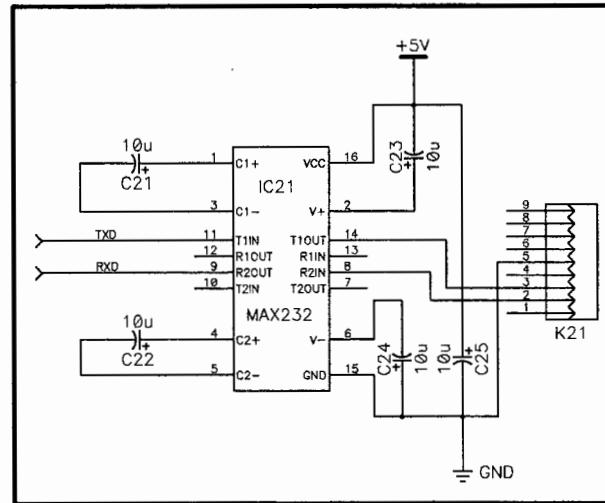 +5V
10u
C21
1 C1+
3 C1-
TXD 11 T1IN
12 R1OUT
RXD 9 R2OUT
10 T2IN
10u
C22
4 C2+
5 C2-
IC21
MAX232
VCC 16
V+ 2
T1OUT 14
R1IN 13
R2IN 8
T2OUT 7
V- 6
GND 15
C23
10u
C24
10u
10u
C25
9
8
7
6
5
4
3
2
1
K21
GND